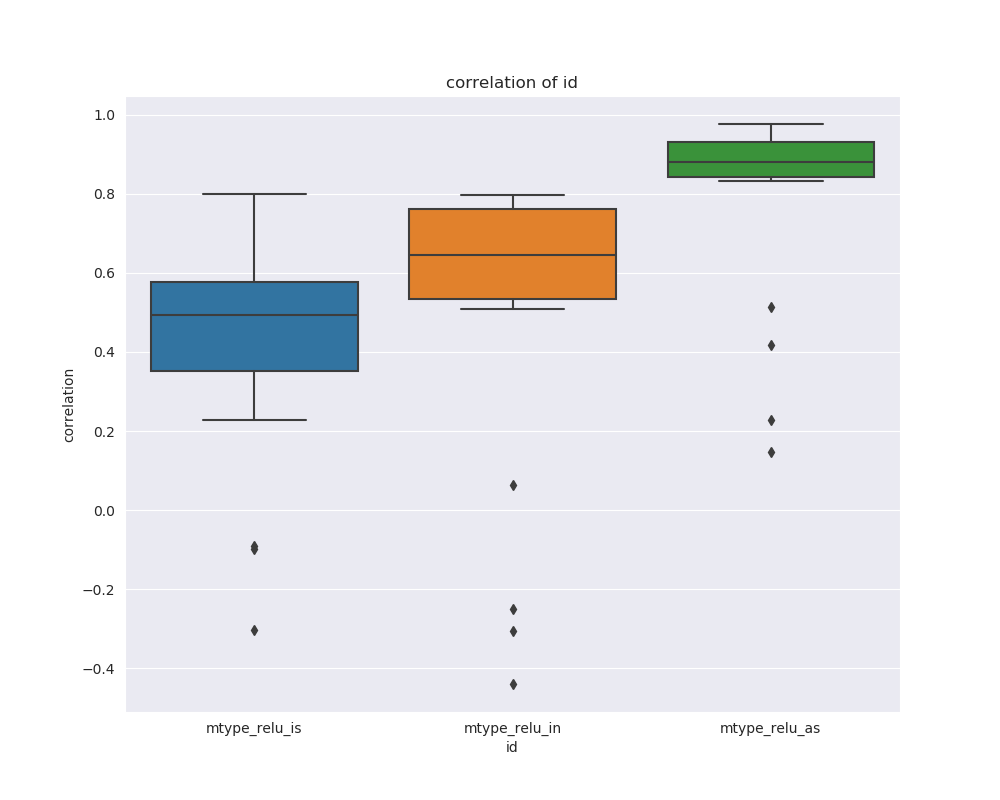 correlation of id
1.0
0.8
0.6
0.4
0.2
0.0
−0.2
−0.4
correlation
mtype_relu_is
mtype_relu_in
mtype_relu_as
id